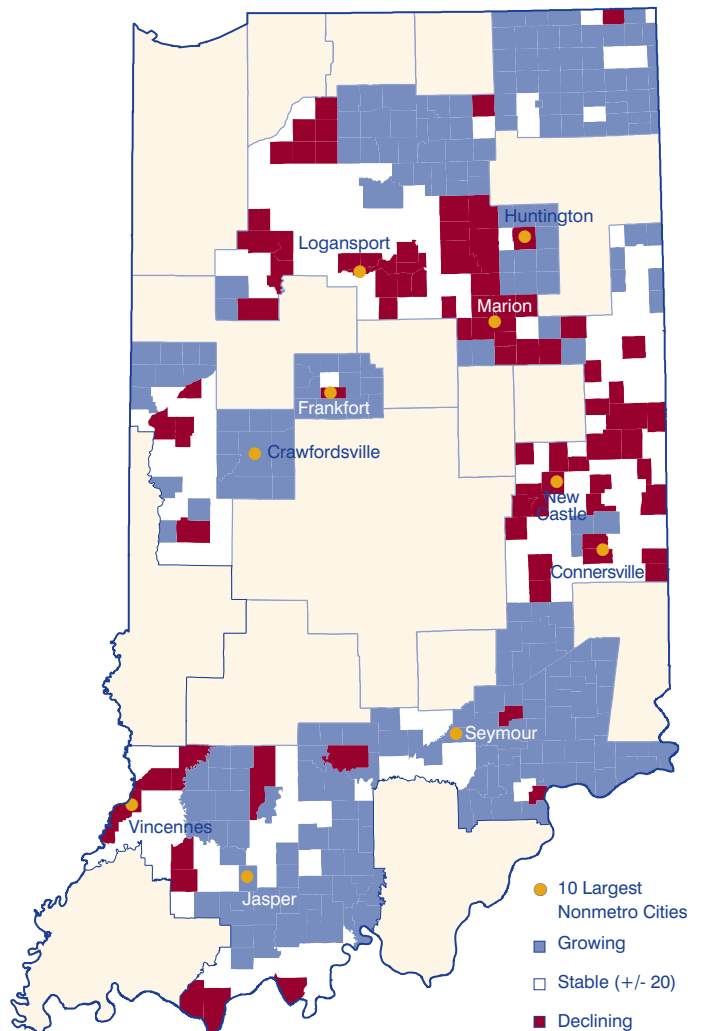 Huntington
Logansport
Marion
Frankfort
Crawfordsville
New
Castle
Connersville
Seymour
Vincennes
Jasper
10 Largest
Nonmetro Cities
Growing
Stable (+/- 20)
Declining